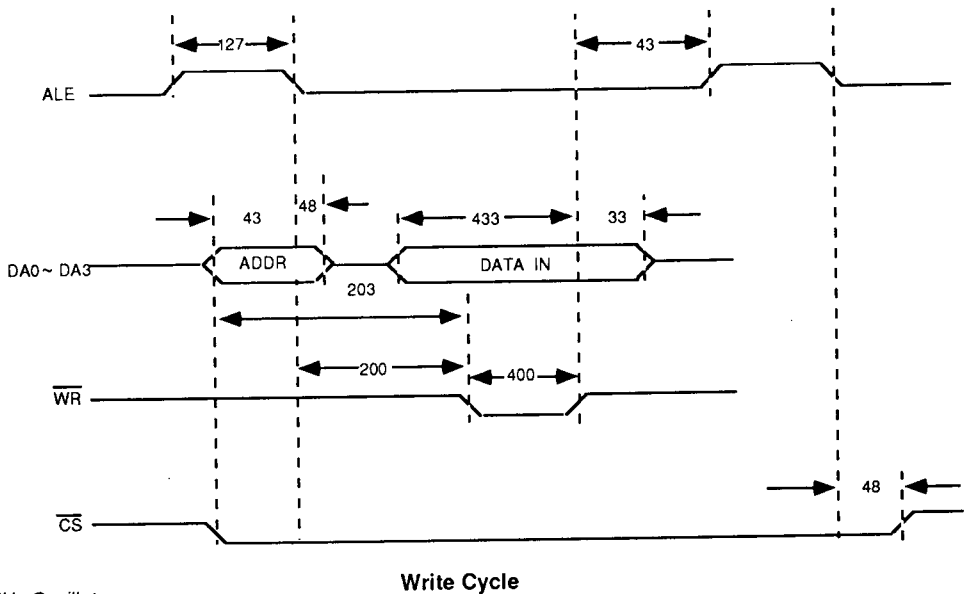 127
43
ALE
43
48
433
33
DA0 ~ DA3
ADDR
DATA IN
203
200
400
WR
48
CS
Write Cycle